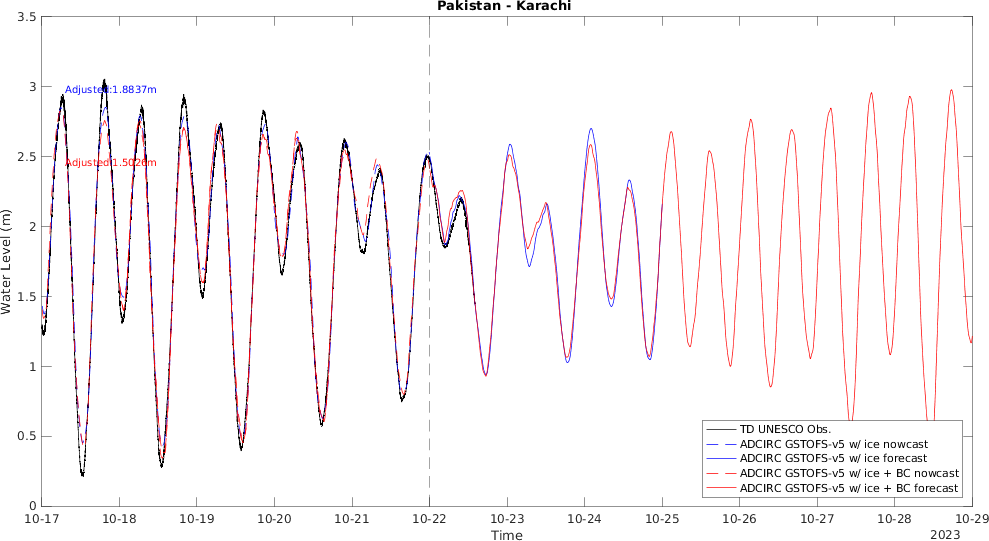 Pakistan - Karachi
3.5
3
2.5
2
1.5
1
0.5
0
Water Level (m)
Adjusted:1.8837m
Adjusted:1.5026m
TD UNESCO Obs.
ADCIRC GSTOFS-v5 w/ ice nowcast
ADCIRC GSTOFS-v5 w/ ice forecast
ADCIRC GSTOFS-v5 w/ ice + BC nowcast
ADCIRC GSTOFS-v5 w/ ice + BC forecast
10-17 10-18 10-19 10-20 10-21 10-22 10-23 10-24 10-25 10-26 10-27 10-28 10-29
Time
2023